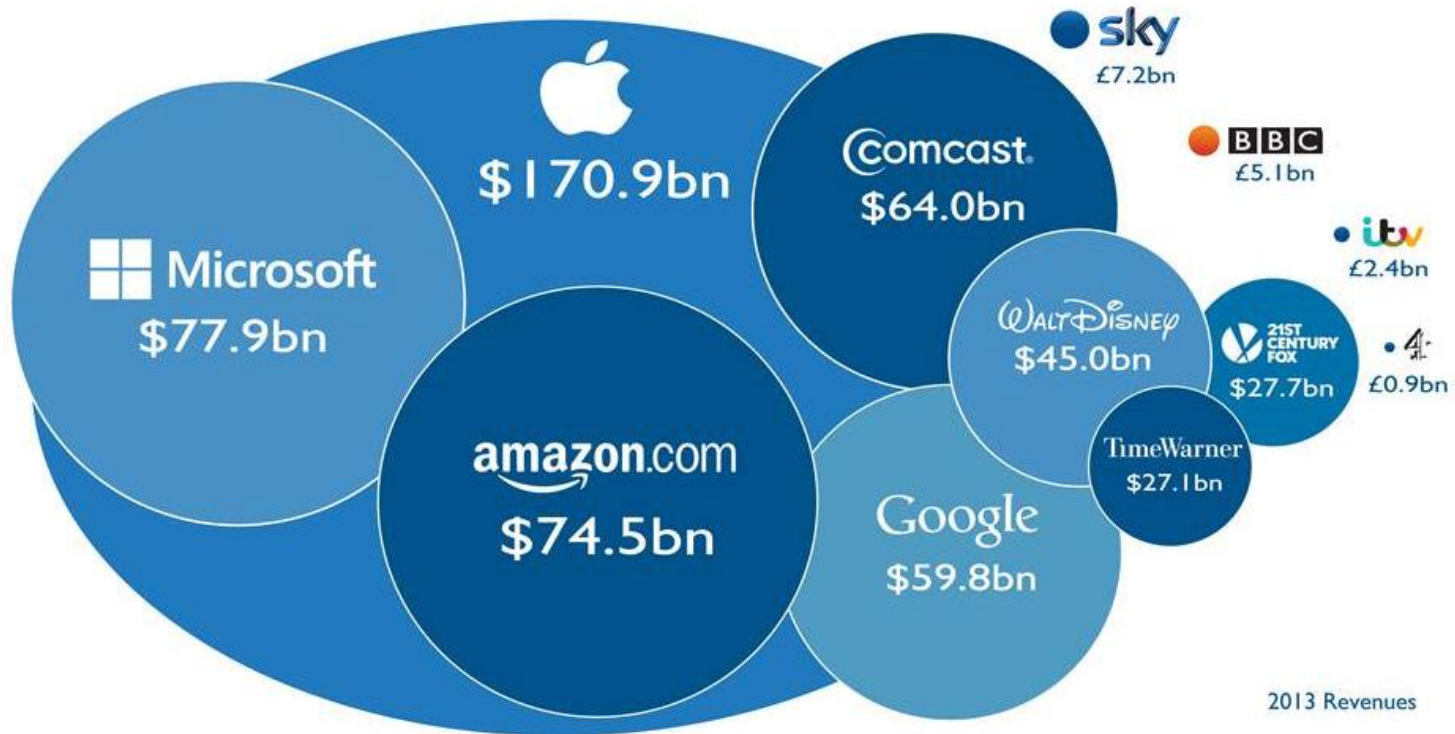 sky
£7.2bn
BBC
£5.1bn
itv
£2.4bn
4
£0.9bn
$170.9bn
comcast.
$64.0bn
Microsoft
$77.9bn
WALT DISNEY
$45.0bn
21ST
CENTURY
FOX
$27.7bn
TimeWarner
$27.1bn
amazon.com
$74.5bn
Google
$59.8bn
2013 Revenues